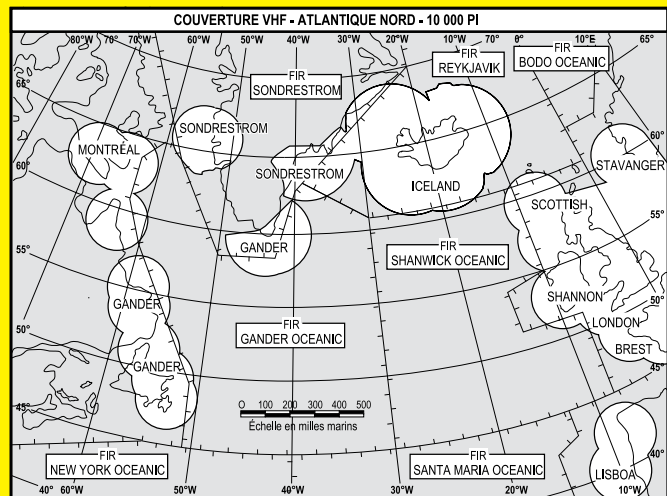 COUVERTURE VHF - ATLANTIQUE NORD - 10 000 PI
80°W 70°W 60°W 50°W 40°W 30°W 20°W 10°W 0° 10°E 65°
FIR
SONDRESTROM
FIR
REYKJAVIK
FIR
BODO OCEANIC
65°
60°
55°
50°
45°
60°
55°
50°
45°
40°
MONTRÉAL
SONDRESTROM
SONDRESTROM
ICELAND
STAVANGER
SCOTTISH
GANDER
FIR
SHANWICK OCEANIC
SHANNON
LONDON
BREST
GANDER
FIR
GANDER OCEANIC
GANDER
0 100 200 300 400 500
Échelle en milles marins
FIR
NEW YORK OCEANIC
FIR
SANTA MARIA OCEANIC
LISBOA
40° 60°W 50°W 40°W 30°W 20°W 10°W